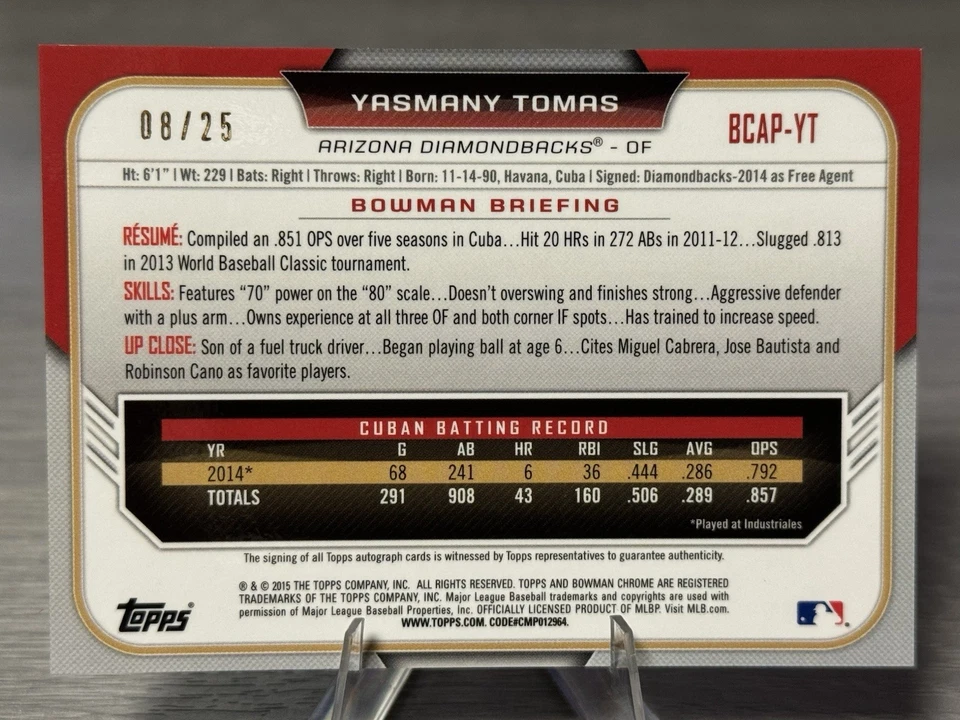 YASMANY TOMAS
08/25
BCAP-YT
ARIZONA DIAMONDBACKS® - OF
Ht: 6'1" | Wt: 229 | Bats: Right | Throws: Right | Born: 11-14-90, Havana, Cuba | Signed: Diamondbacks-2014 as Free Agent
BOWMAN BRIEFING
RÉSUMÉ: Compiled an .851 OPS over five seasons in Cuba...Hit 20 HRs in 272 ABs in 2011-12...Slugged .813
in 2013 World Baseball Classic tournament.
SKILLS: Features "70" power on the "80" scale...Doesn't overswing and finishes strong...Aggressive defender
with a plus arm...Owns experience at all three OF and both corner IF spots...Has trained to increase speed.
UP CLOSE: Son of a fuel truck driver...Began playing ball at age 6...Cites Miguel Cabrera, Jose Bautista and
Robinson Cano as favorite players.
CUBAN BATTING RECORD
YR G AB HR RBI SLG AVG OPS
2014* 68 241 6 36 .444 .286 .792
TOTALS 291 908 43 160 .506 .289 .857
*Played at Industriales
The signing of all Topps autograph cards is witnessed by Topps representatives to guarantee authenticity.
® & © 2015 THE TOPPS COMPANY, INC. ALL RIGHTS RESERVED. TOPPS AND BOWMAN CHROME ARE REGISTERED
TRADEMARKS OF THE TOPPS COMPANY, INC. Major League Baseball trademarks and copyrights are used with
permission of Major League Baseball Properties, Inc. OFFICIALLY LICENSED PRODUCT OF MLBP. Visit MLB.com.
WWW.TOPPS.COM. CODE#CMP012964.
Topps®